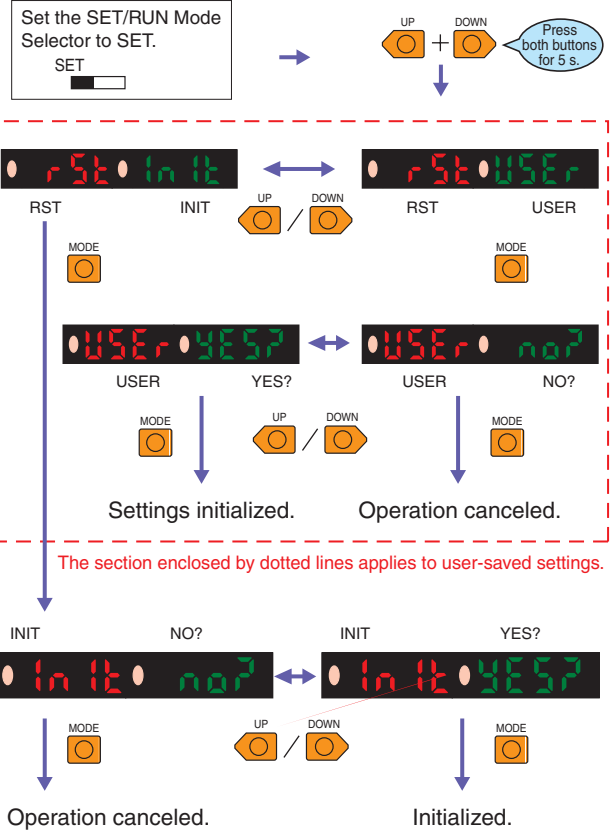 Set the SET/RUN Mode
Selector to SET.
SET
UP DOWN
Press
both buttons
for 5 s.
rSt InIt
rSt USEr
RST INIT
UP DOWN
RST USER
MODE
MODE
USEr YES?
USEr no?
USER YES?
USER NO?
MODE
UP DOWN
MODE
Settings initialized.
Operation canceled.
The section enclosed by dotted lines applies to user-saved settings.
INIT NO?
INIT YES?
InIt no?
InIt YES?
MODE
UP DOWN
MODE
Operation canceled.
Initialized.